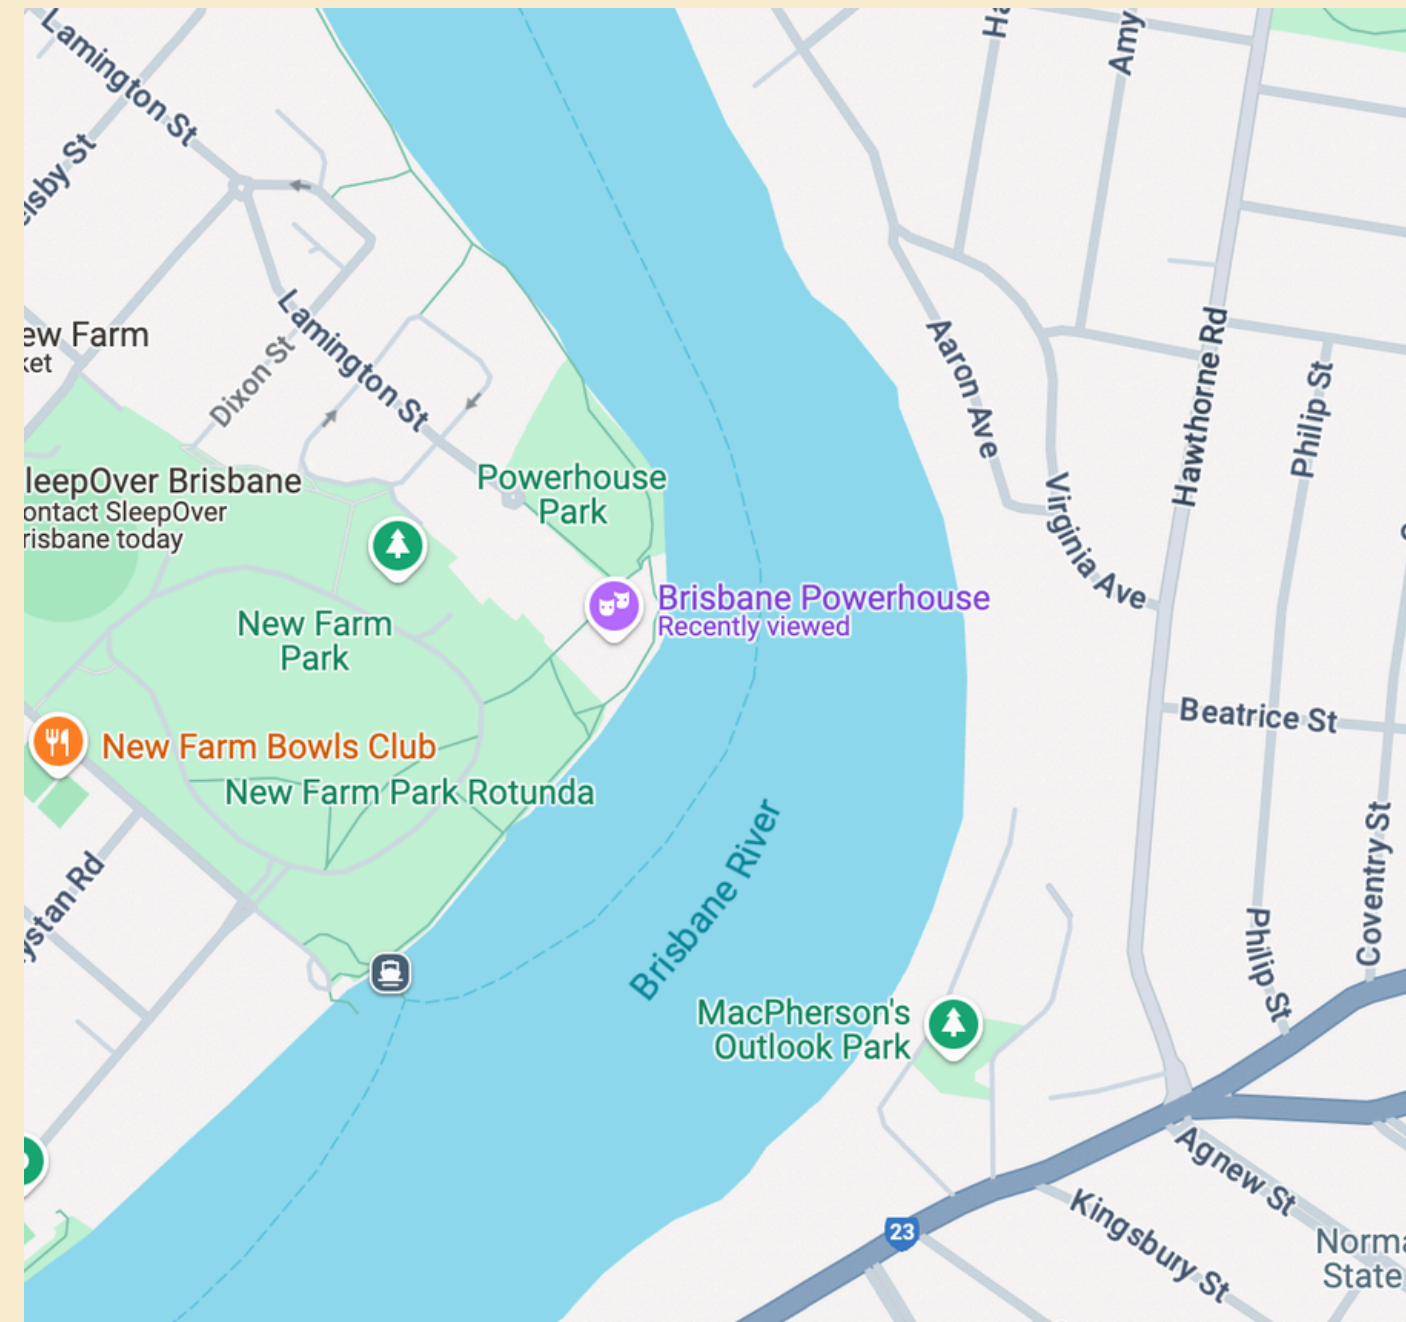 Lamington St
Ha
Amy
elsby St
Lamington St
Dixon St
ew Farm
ket
Aaron Ave
Hawthorne Rd
Philip St
leepOver Brisbane
ontact SleepOver
risbane today
Powerhouse
Park
Virginia Ave
Brisbane Powerhouse
Recently viewed
New Farm
Park
Beatrice St
New Farm Bowls Club
New Farm Park Rotunda
ystan Rd
Brisbane River
Coventry St
Philip St
MacPherson's
Outlook Park
Agnew St
Kingsbury St
23
Norma
State